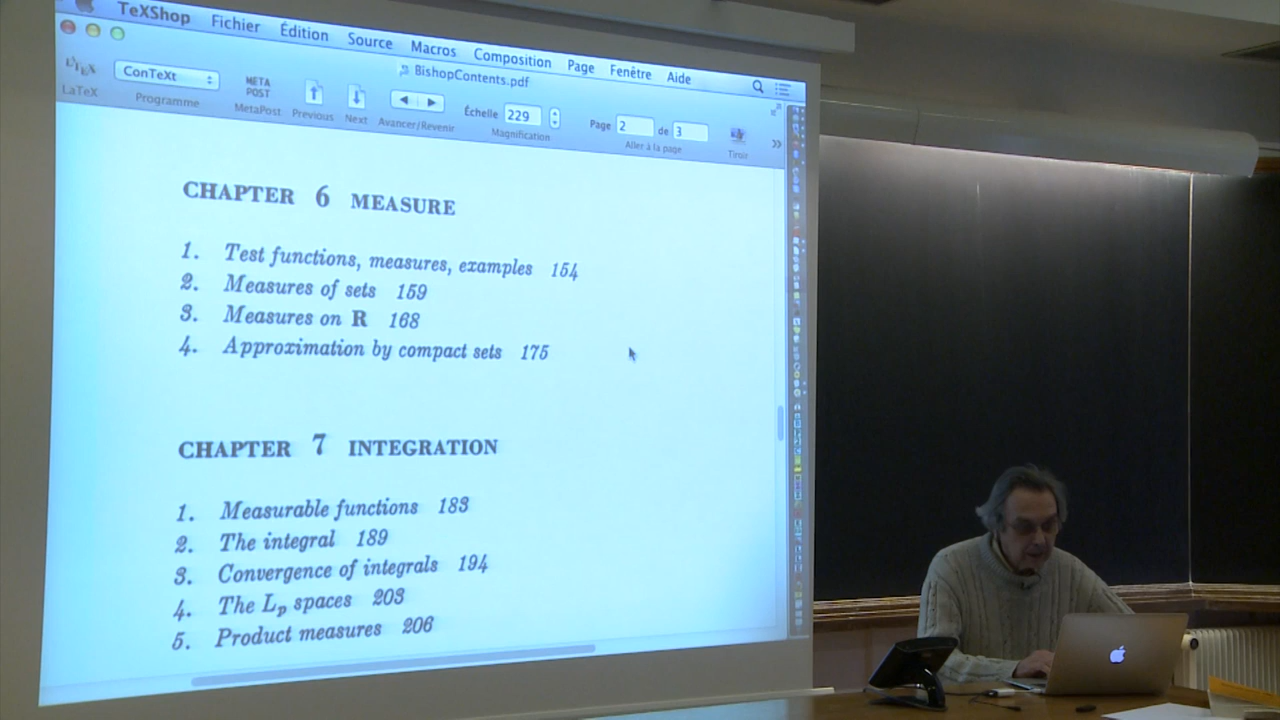 TeXShop Fichier Édition Source Macros Composition Page Fenêtre Aide
BishopContents.pdf
LaTeX ConTeXt META POST Échelle 229 Page 2 de 3
LaTeX Programme MetaPost Previous Next Avancer/Revenir Magnification Aller à la page Tiroir
CHAPTER 6 MEASURE
1. Test functions, measures, examples 154
2. Measures of sets 159
3. Measures on R 168
4. Approximation by compact sets 175
CHAPTER 7 INTEGRATION
1. Measurable functions 183
2. The integral 189
3. Convergence of integrals 194
4. The Lp spaces 203
5. Product measures 206